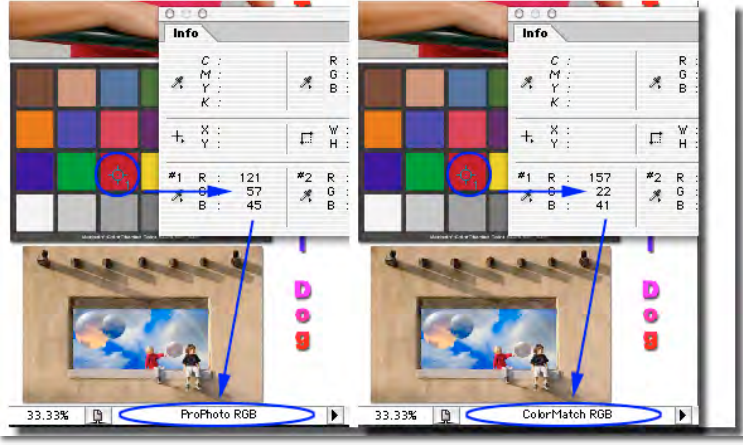 Info
C :
M :
Y :
K :
R :
G :
B :
X :
Y :
W :
H :
#1 R : 121
G : 57
B : 45
#2 R :
G :
B :
D
o
g
33.33%
ProPhoto RGB
Info
C :
M :
Y :
K :
R :
G :
B :
X :
Y :
W :
H :
#1 R : 157
G : 22
B : 41
#2 R :
G :
B :
D
o
g
33.33%
ColorMatch RGB